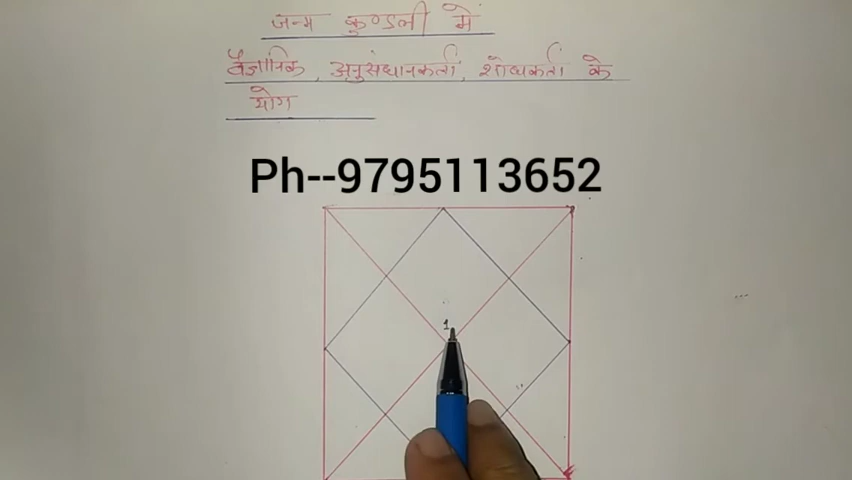 जन्म कुण्डली में
वैज्ञानिक, अनुसंधानकर्ता, शोधकर्ता के
योग
Ph--9795113652
1